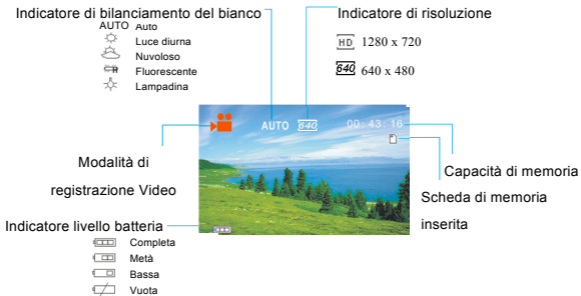 Indicatore di bilanciamento del bianco
AUTO Auto
Luce diurna
Nuvoloso
Fluorescente
Lampadina
Indicatore di risoluzione
HD 1280 x 720
640 640 x 480
AUTO 640 00:43:16
Modalità di
registrazione Video
Capacità di memoria
Scheda di memoria
inserita
Indicatore livello batteria
Completa
Metà
Bassa
Vuota